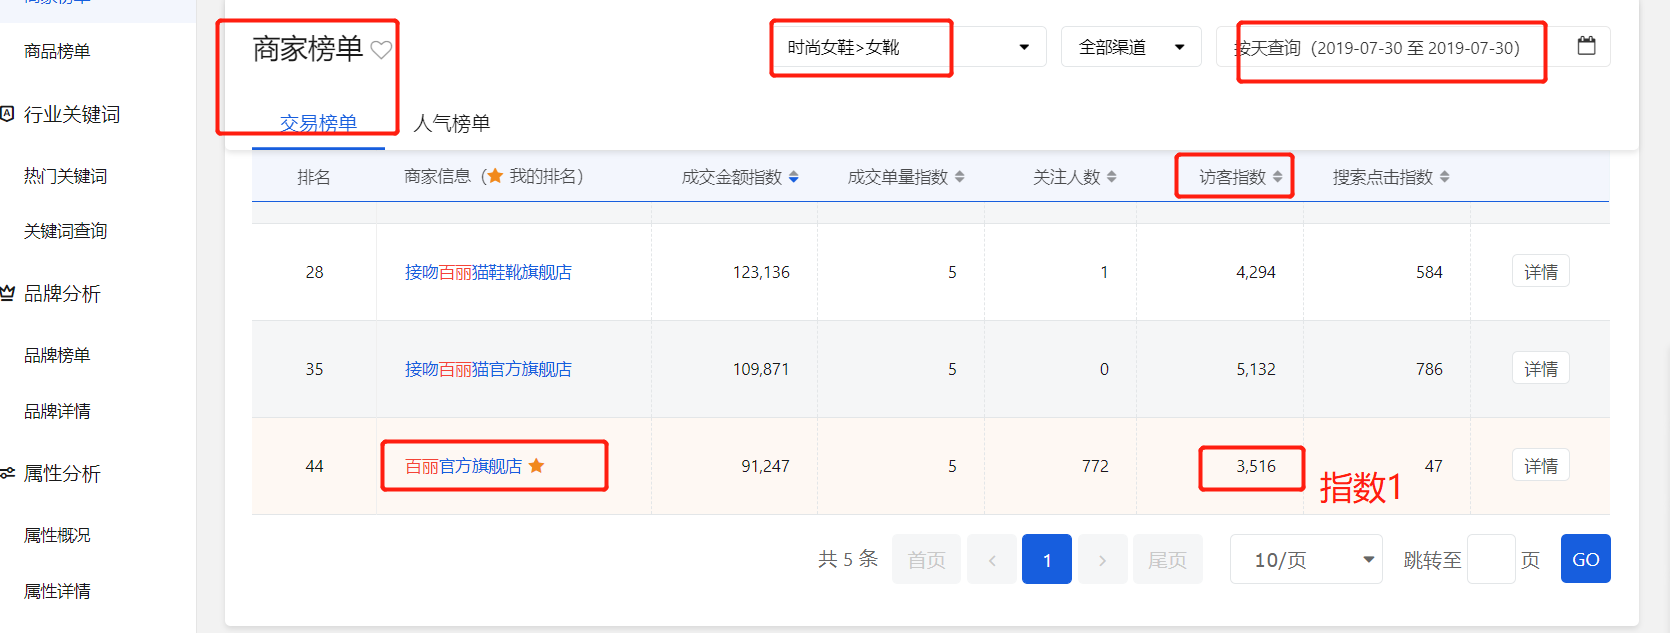 商品榜单
行业关键词
热门关键词
关键词查询
品牌分析
品牌榜单
品牌详情
属性分析
属性概况
属性详情
商家榜单
时尚女鞋>女靴
全部渠道
按天查询（2019-07-30 至 2019-07-30）
交易榜单 人气榜单
排名 商家信息（ 我的排名） 成交金额指数 成交单量指数 关注人数 访客指数 搜索点击指数
28 接吻百丽猫鞋靴旗舰店 123,136 5 1 4,294 584 详情
35 接吻百丽猫官方旗舰店 109,871 5 0 5,132 786 详情
44 百丽官方旗舰店 91,247 5 772 3,516 47 详情
指数1
共 5 条 首页 < 1 > 尾页 10/页 跳转至 页 GO